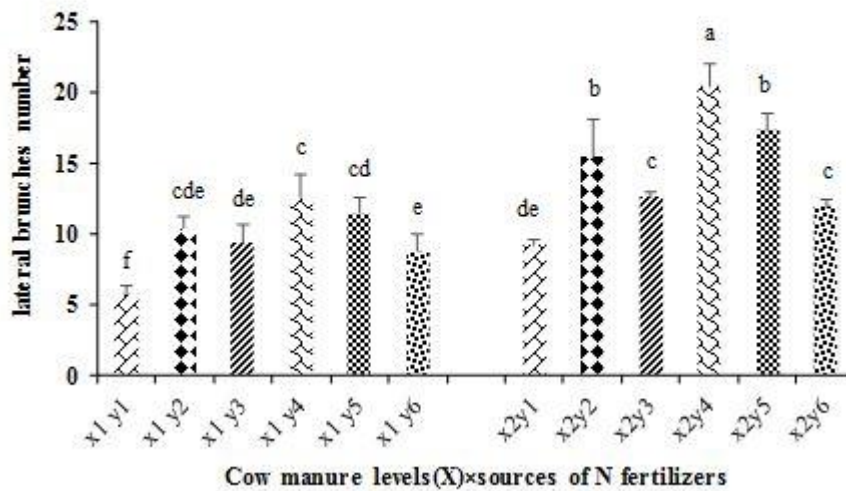 lateral brunches number
25
20
15
10
5
0
f
cde
de
c
cd
e
de
b
c
a
b
c
x1 y1
x1 y2
x1 y3
x1 y4
x1 y5
x1 y6
x2y1
x2y2
x2y3
x2y4
x2y5
x2y6
Cow manure levels(X)×sources of N fertilizers